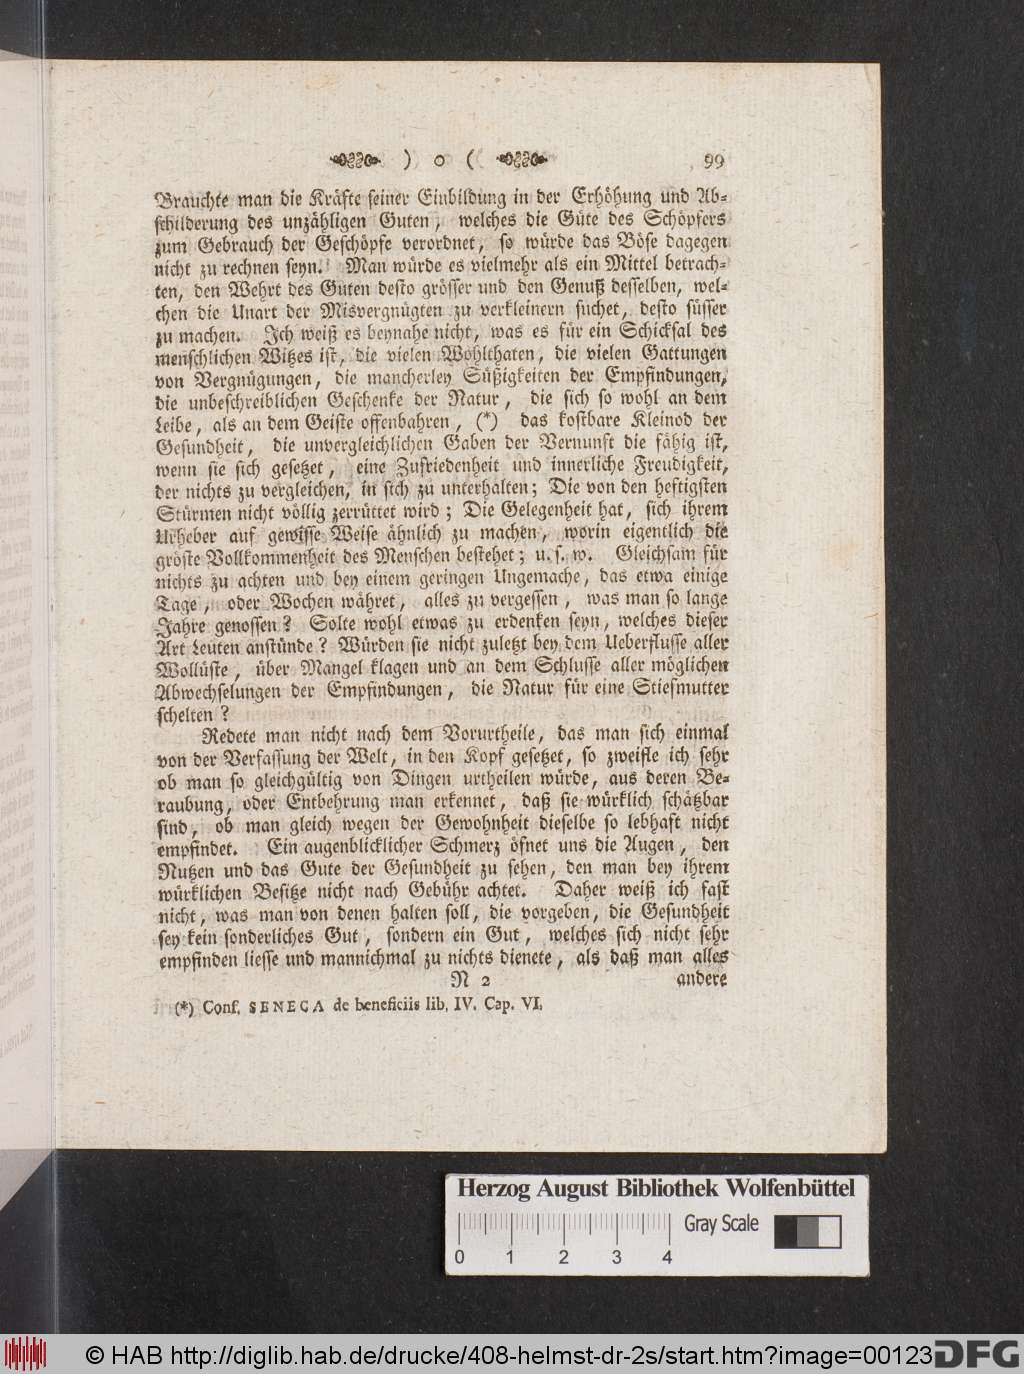 ) o ( 99
Brauchte man die Kräfte seiner Einbildung in der Erhöhung und Ab-
schilderung des unzähligen Guten, welches die Güte des Schöpfers
zum Gebrauch der Geschöpfe verordnet, so würde das Böse dagegen
nicht zu rechnen seyn. Man würde es vielmehr als ein Mittel betrach-
ten, den Wehrt des Guten desto grösser und den Genuß desselben, wel-
chen die Unart der Misvergnügten zu verkleinern suchet, desto süsser
zu machen. Ich weiß es beynahe nicht, was es für ein Schicksal des
menschlichen Witzes ist, die vielen Wohlthaten, die vielen Gattungen
von Vergnügungen, die mancherley Süßigkeiten der Empfindungen,
die unbeschreiblichen Geschenke der Natur, die sich so wohl an dem
Leibe, als an dem Geiste offenbahren, (*) das kostbare Kleinod der
Gesundheit, die unvergleichlichen Gaben der Vernunft die fähig ist,
wenn sie sich gesetzet, eine Zufriedenheit und innerliche Freudigkeit,
der nichts zu vergleichen, in sich zu unterhalten; Die von den heftigsten
Stürmen nicht völlig zerrüttet wird; Die Gelegenheit hat, sich ihrem
Urheber auf gewisse Weise ähnlich zu machen, worin eigentlich die
gröste Vollkommenheit des Menschen bestehet; u. s. w. Gleichsam für
nichts zu achten und bey einem geringen Ungemache, das etwa einige
Tage, oder Wochen währet, alles zu vergessen, was man so lange
Jahre genossen? Solte wohl etwas zu erdenken seyn, welches dieser
Art Leuten anstünde? Würden sie nicht zuletzt bey dem Ueberflusse aller
Wollüste, über Mangel klagen und an dem Schlusse aller möglichen
Abwechselungen der Empfindungen, die Natur für eine Stiefmutter
schelten?
Redete man nicht nach dem Vorurtheile, das man sich einmal
von der Verfassung der Welt, in den Kopf gesetzet, so zweifle ich sehr
ob man so gleichgültig von Dingen urtheilen würde, aus deren Be-
raubung, oder Entbehrung man erkennet, daß sie würklich schätzbar
sind, ob man gleich wegen der Gewohnheit dieselbe so lebhaft nicht
empfindet. Ein augenblicklicher Schmerz öfnet uns die Augen, den
Nutzen und das Gute der Gesundheit zu sehen, den man bey ihrem
würklichen Besitze nicht nach Gebühr achtet. Daher weiß ich fast
nicht, was man von denen halten soll, die vorgeben, die Gesundheit
sey kein sonderliches Gut, sondern ein Gut, welches sich nicht sehr
empfinden liesse und mannichmal zu nichts dienete, als daß man alles
N 2 andere
(*) Conf. SENECA de beneficiis lib. IV. Cap. VI.
Herzog August Bibliothek Wolfenbüttel
Gray Scale
0 1 2 3 4
© HAB http://diglib.hab.de/drucke/408-helmst-dr-2s/start.htm?image=00123
DFG